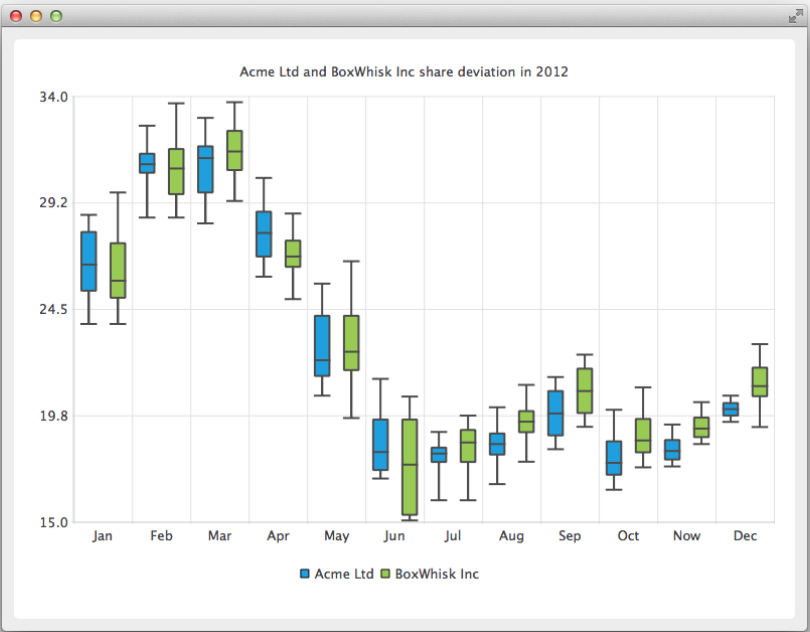 Acme Ltd and BoxWhisk Inc share deviation in 2012
34.0
29.2
24.5
19.8
15.0
Jan Feb Mar Apr May Jun Jul Aug Sep Oct Now Dec
Acme Ltd BoxWhisk Inc